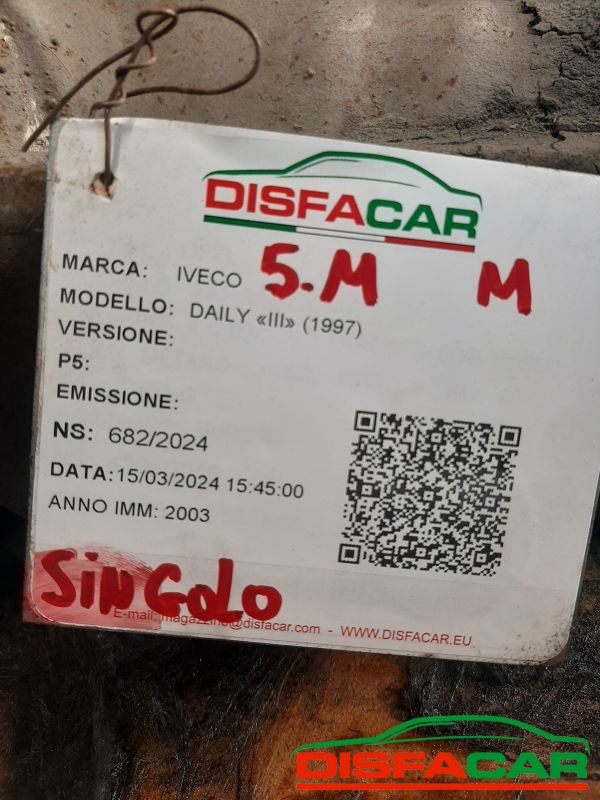 DISFACAR
MARCA: IVECO 5.M M
MODELLO: DAILY «III» (1997)
VERSIONE:
P5:
EMISSIONE:
NS: 682/2024
DATA:15/03/2024 15:45:00
ANNO IMM: 2003
SiNGOLO
E-mail: magazzino@disfacar.com - WWW.DISFACAR.EU
DISFACAR